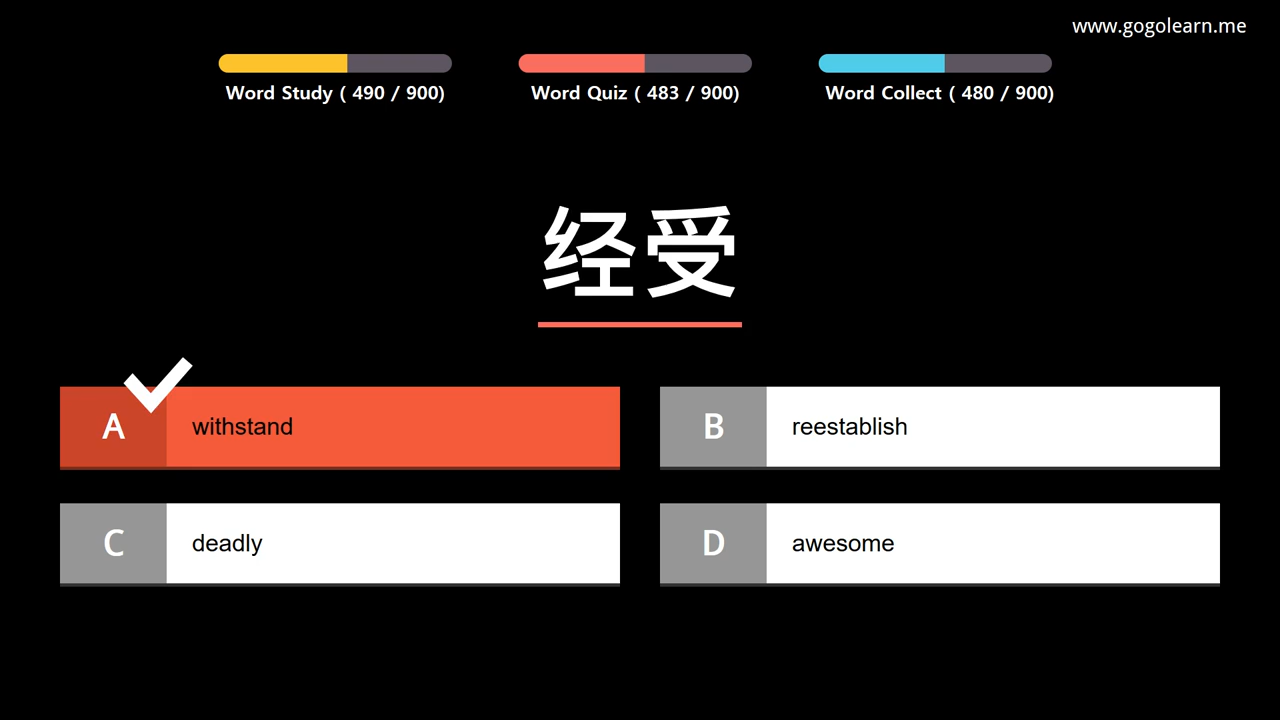 www.gogolearn.me
Word Study ( 490 / 900)
Word Quiz ( 483 / 900)
Word Collect ( 480 / 900)
经受
A withstand
B reestablish
C deadly
D awesome